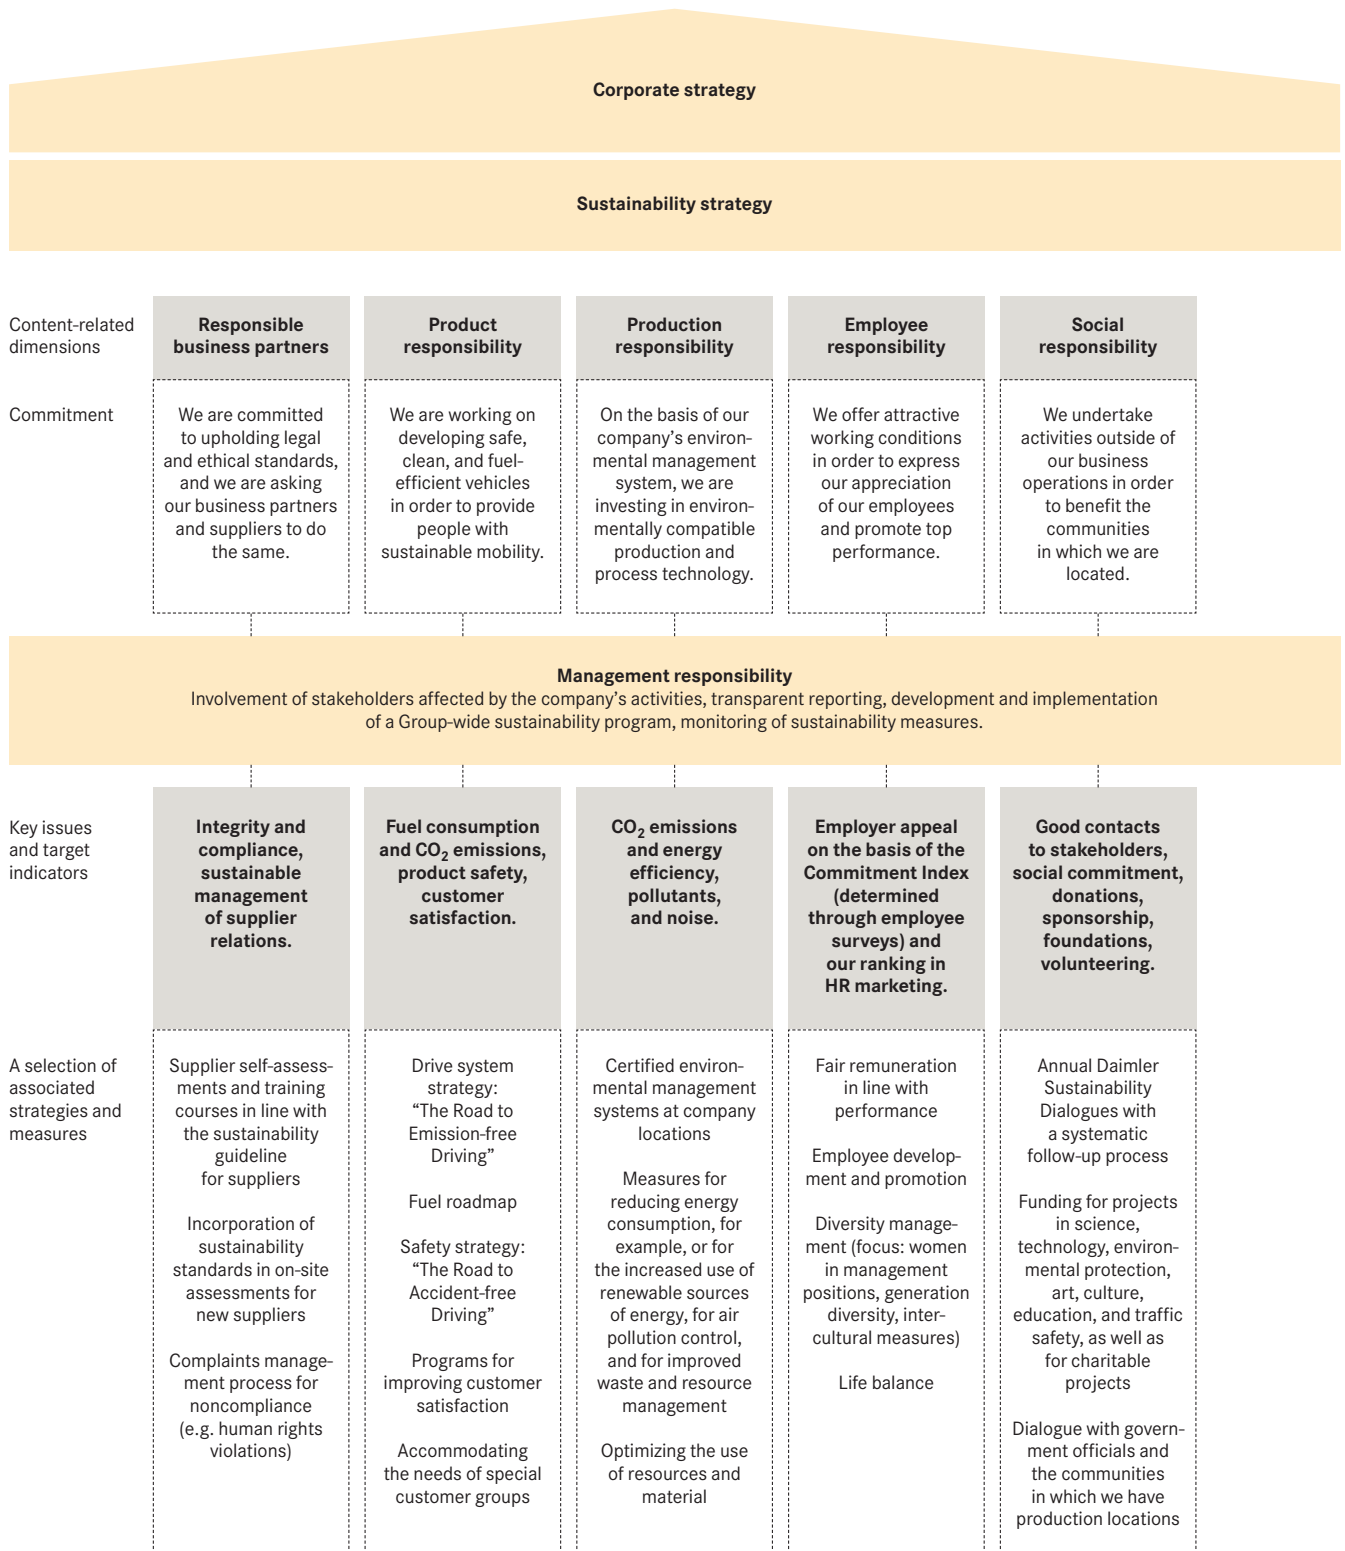 Corporate strategy
Sustainability strategy
Content-related
dimensions
Responsible
business partners
Product
responsibility
Production
responsibility
Employee
responsibility
Social
responsibility
Commitment
We are committed
to upholding legal
and ethical standards,
and we are asking
our business partners
and suppliers to do
the same.
We are working on
developing safe,
clean, and fuel-
efficient vehicles
in order to provide
people with
sustainable mobility.
On the basis of our
company’s environ-
mental management
system, we are
investing in environ-
mentally compatible
production and
process technology.
We offer attractive
working conditions
in order to express
our appreciation
of our employees
and promote top
performance.
We undertake
activities outside of
our business
operations in order
to benefit the
communities
in which we are
located.
Management responsibility
Involvement of stakeholders affected by the company’s activities, transparent reporting, development and implementation
of a Group-wide sustainability program, monitoring of sustainability measures.
Key issues
and target
indicators
Integrity and
compliance,
sustainable
management
of supplier
relations.
Fuel consumption
and CO₂ emissions,
product safety,
customer
satisfaction.
CO₂ emissions
and energy
efficiency,
pollutants,
and noise.
Employer appeal
on the basis of the
Commitment Index
(determined
through employee
surveys) and
our ranking in
HR marketing.
Good contacts
to stakeholders,
social commitment,
donations,
sponsorship,
foundations,
volunteering.
A selection of
associated
strategies and
measures
Supplier self-assess-
ments and training
courses in line with
the sustainability
guideline
for suppliers
Incorporation of
sustainability
standards in on-site
assessments for
new suppliers
Complaints manage-
ment process for
noncompliance
(e.g. human rights
violations)
Drive system
strategy:
“The Road to
Emission-free
Driving”
Fuel roadmap
Safety strategy:
“The Road to
Accident-free
Driving”
Programs for
improving customer
satisfaction
Accommodating
the needs of special
customer groups
Certified environ-
mental management
systems at company
locations
Measures for
reducing energy
consumption, for
example, or for
the increased use of
renewable sources
of energy, for air
pollution control,
and for improved
waste and resource
management
Optimizing the use
of resources and
material
Fair remuneration
in line with
performance
Employee develop-
ment and promotion
Diversity manage-
ment (focus: women
in management
positions, generation
diversity, inter-
cultural measures)
Life balance
Annual Daimler
Sustainability
Dialogues with
a systematic
follow-up process
Funding for projects
in science,
technology, environ-
mental protection,
art, culture,
education, and traffic
safety, as well as
for charitable
projects
Dialogue with govern-
ment officials and
the communities
in which we have
production locations